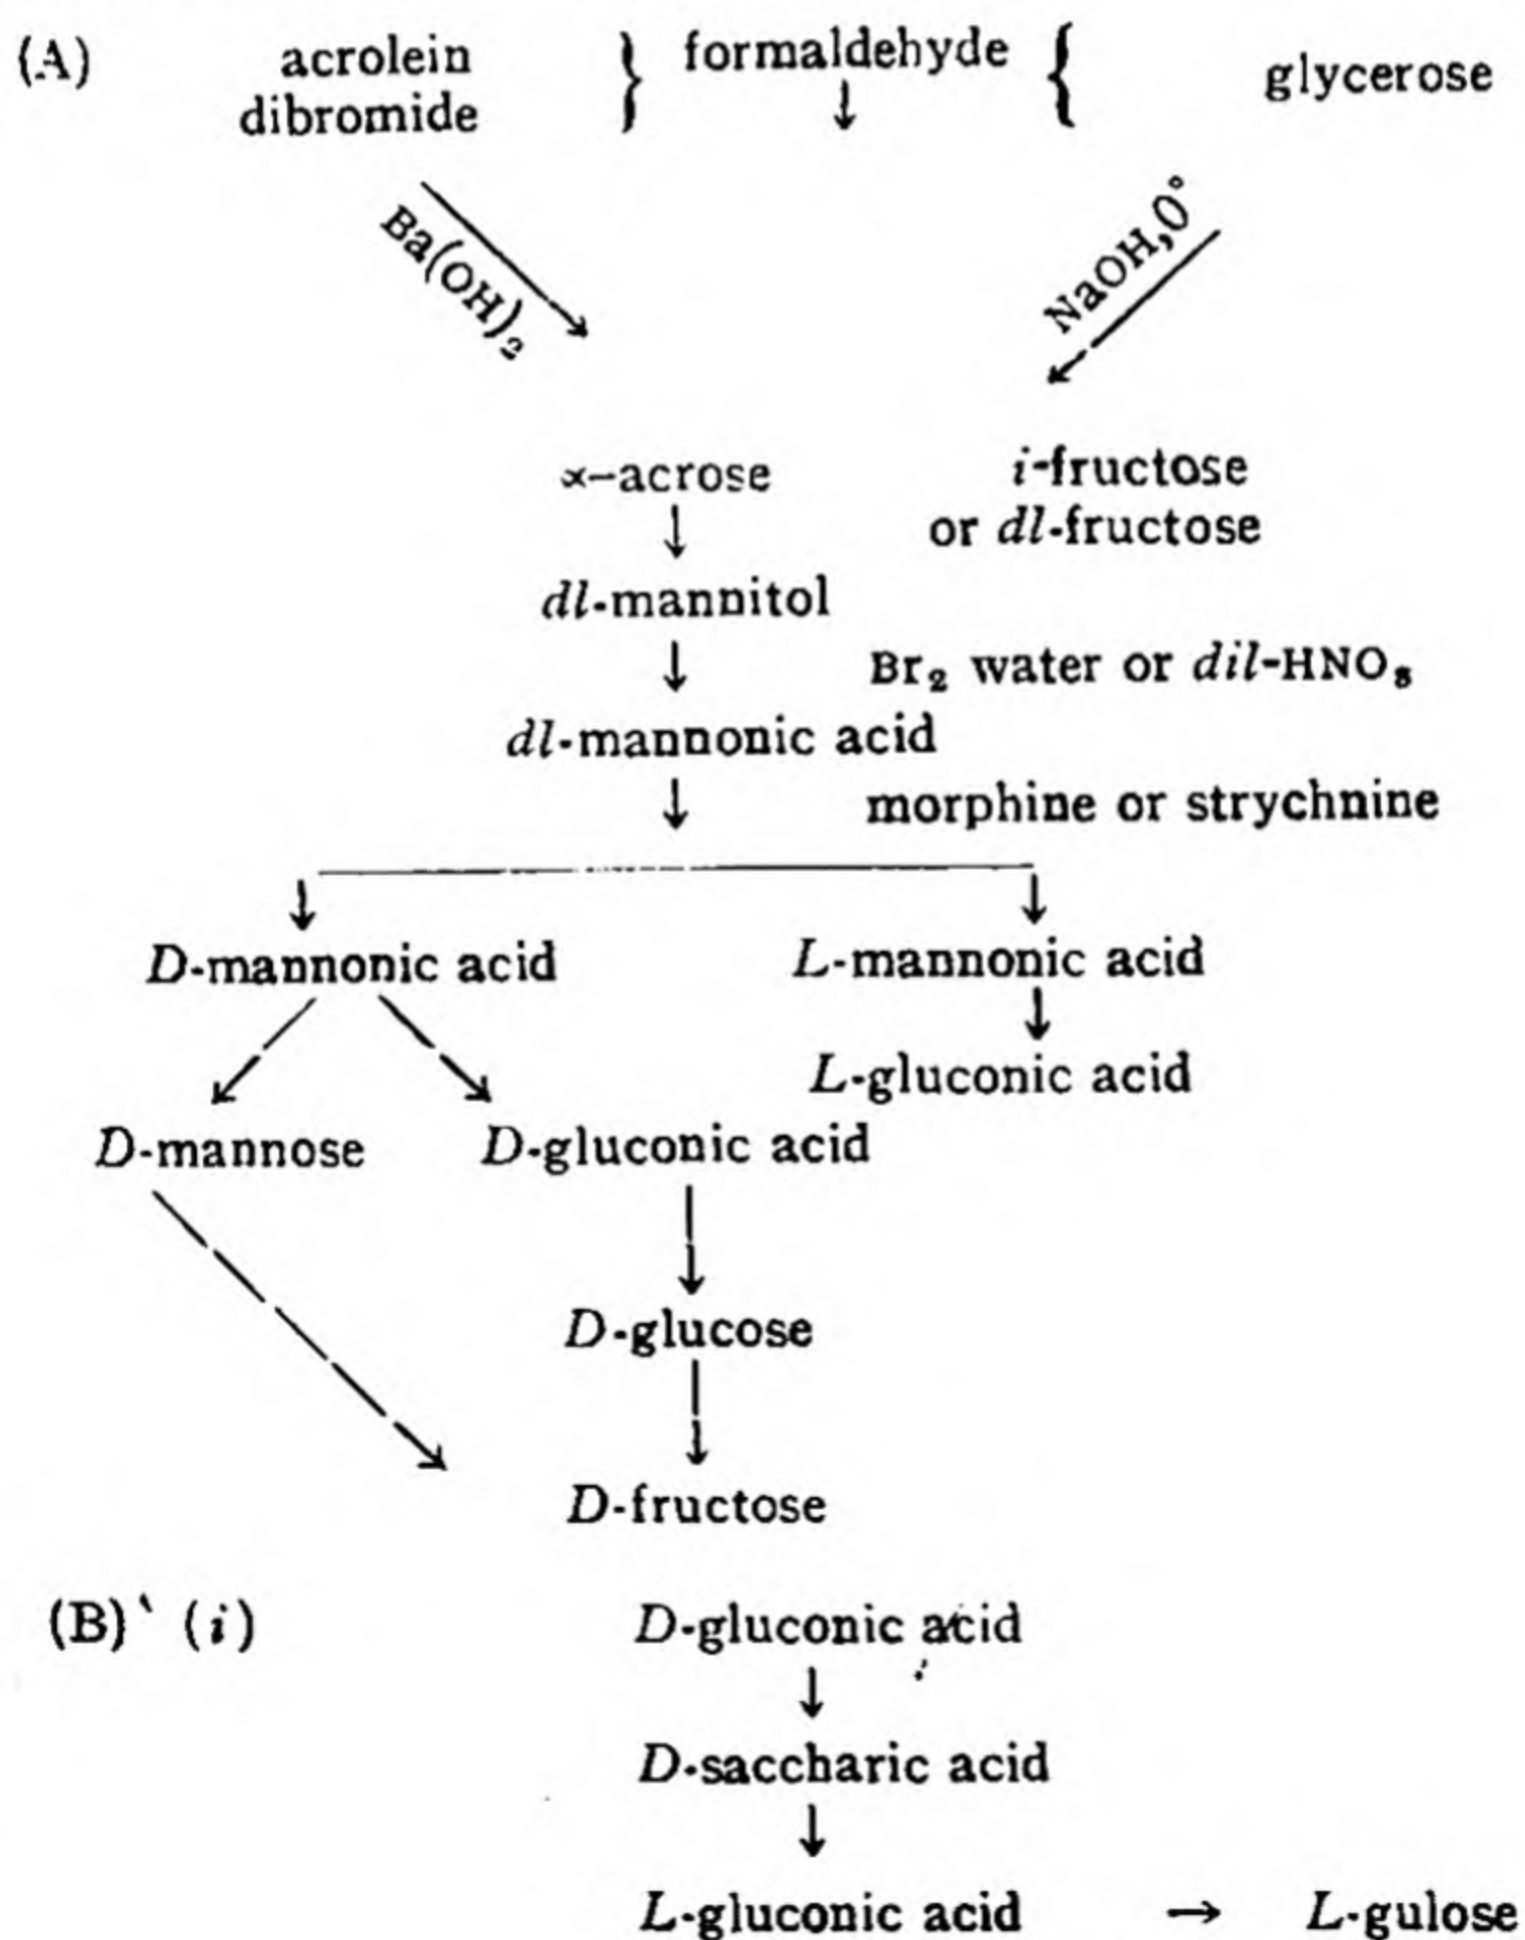 (A) acrolein dibromide } formaldehyde { glycerose
↓
Ba(OH)₂ NaOH,0°
α–acrose i-fructose
↓ or dl-fructose
dl-mannitol
↓ Br₂ water or dil-HNO₃
dl-mannonic acid
↓ morphine or strychnine
↓ ↓
D-mannonic acid L-mannonic acid
↓
L-gluconic acid
D-mannose D-gluconic acid
↓
D-glucose
↓
D-fructose
(B) (i) D-gluconic acid
↓
D-saccharic acid
↓
L-gluconic acid → L-gulose